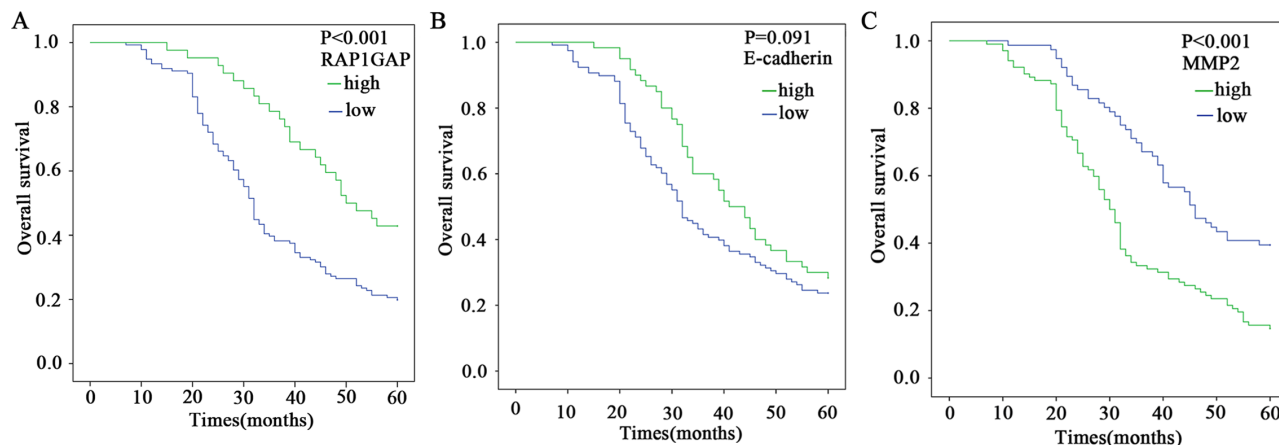 A
P<0.001
RAP1GAP
high
low
Overall survival
1.0
0.8
0.6
0.4
0.2
0.0
0 10 20 30 40 50 60
Times(months)
B
P=0.091
E-cadherin
high
low
Overall survival
1.0
0.8
0.6
0.4
0.2
0.0
0 10 20 30 40 50 60
Times(months)
C
P<0.001
MMP2
high
low
Overall survival
1.0
0.8
0.6
0.4
0.2
0.0
0 10 20 30 40 50 60
Times(months)